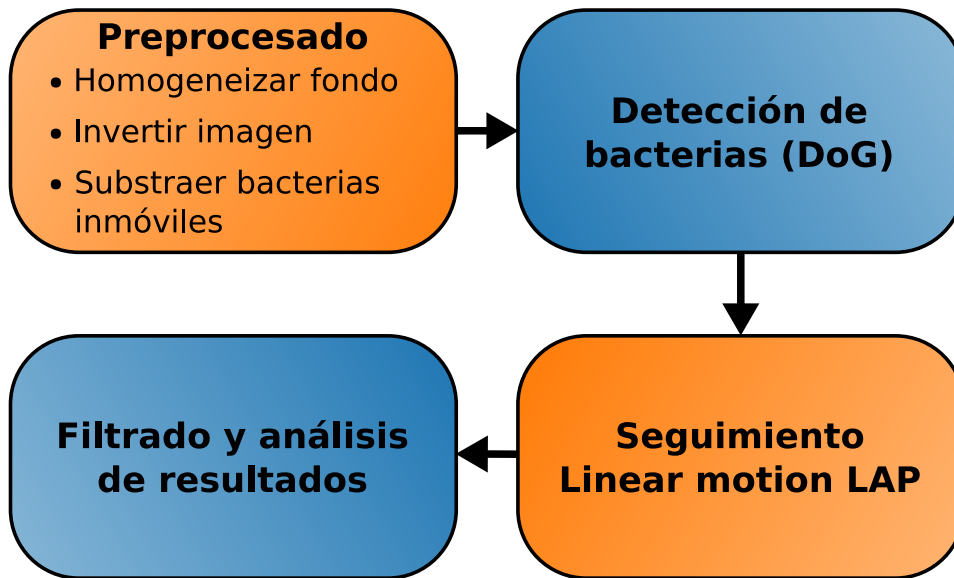 Preprocesado
• Homogeneizar fondo
• Invertir imagen
• Substraer bacterias
inmóviles
Detección de
bacterias (DoG)
Seguimiento
Linear motion LAP
Filtrado y análisis
de resultados